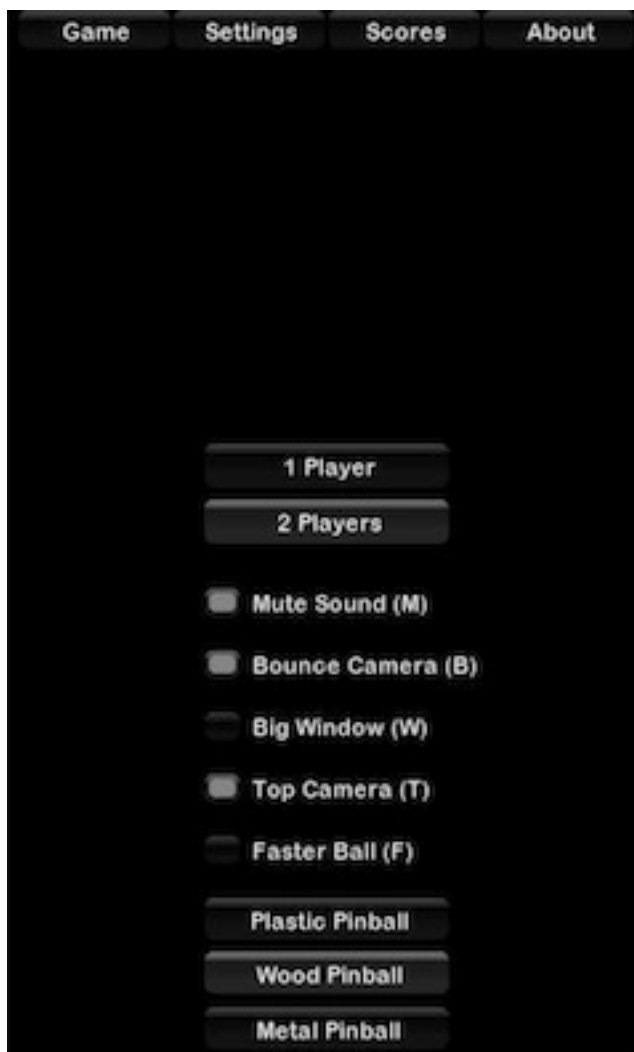 Game Settings Scores About
1 Player
2 Players
Mute Sound (M)
Bounce Camera (B)
Big Window (W)
Top Camera (T)
Faster Ball (F)
Plastic Pinball
Wood Pinball
Metal Pinball